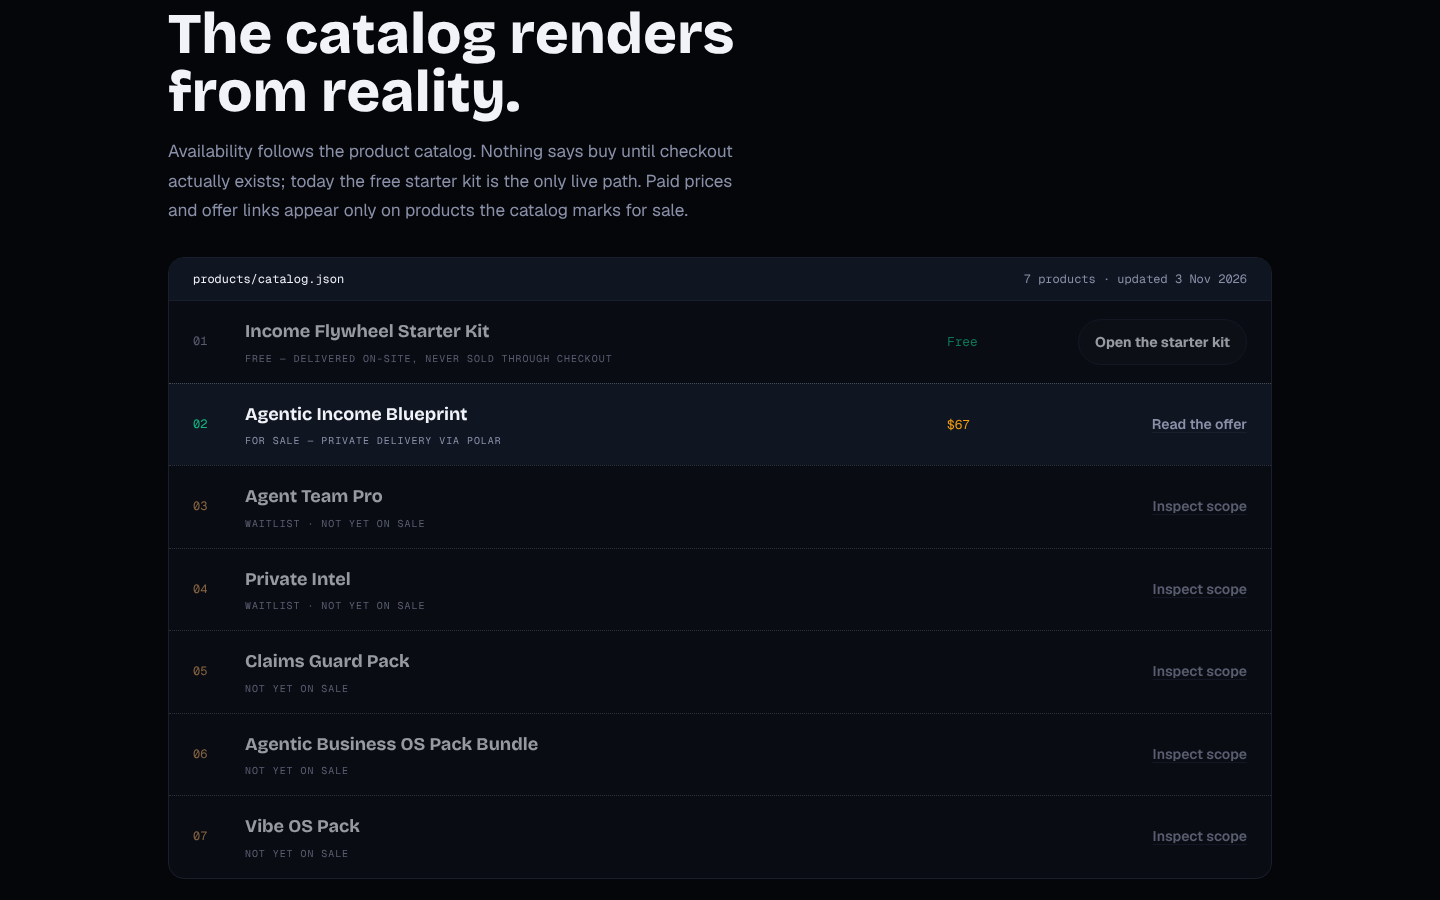 The catalog renders
from reality.
Availability follows the product catalog. Nothing says buy until checkout
actually exists; today the free starter kit is the only live path. Paid prices
and offer links appear only on products the catalog marks for sale.
products/catalog.json
7 products · updated 3 Nov 2026
01
Income Flywheel Starter Kit
FREE — DELIVERED ON-SITE, NEVER SOLD THROUGH CHECKOUT
Free
Open the starter kit
02
Agentic Income Blueprint
FOR SALE — PRIVATE DELIVERY VIA POLAR
$67
Read the offer
03
Agent Team Pro
WAITLIST · NOT YET ON SALE
Inspect scope
04
Private Intel
WAITLIST · NOT YET ON SALE
Inspect scope
05
Claims Guard Pack
NOT YET ON SALE
Inspect scope
06
Agentic Business OS Pack Bundle
NOT YET ON SALE
Inspect scope
07
Vibe OS Pack
NOT YET ON SALE
Inspect scope